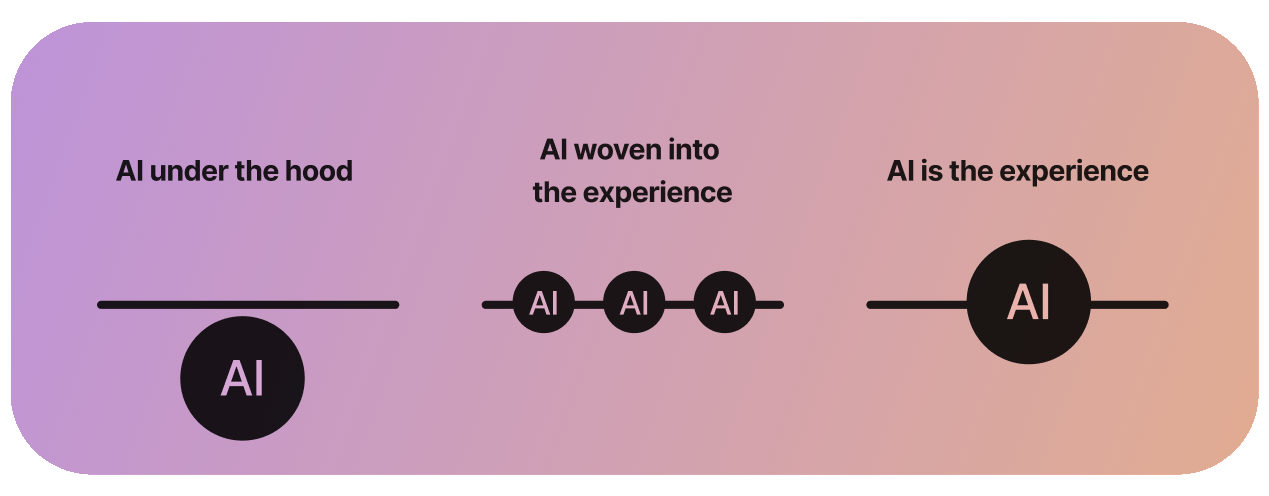 AI under the hood
AI woven into
the experience
AI is the experience
AI
AI AI AI
AI